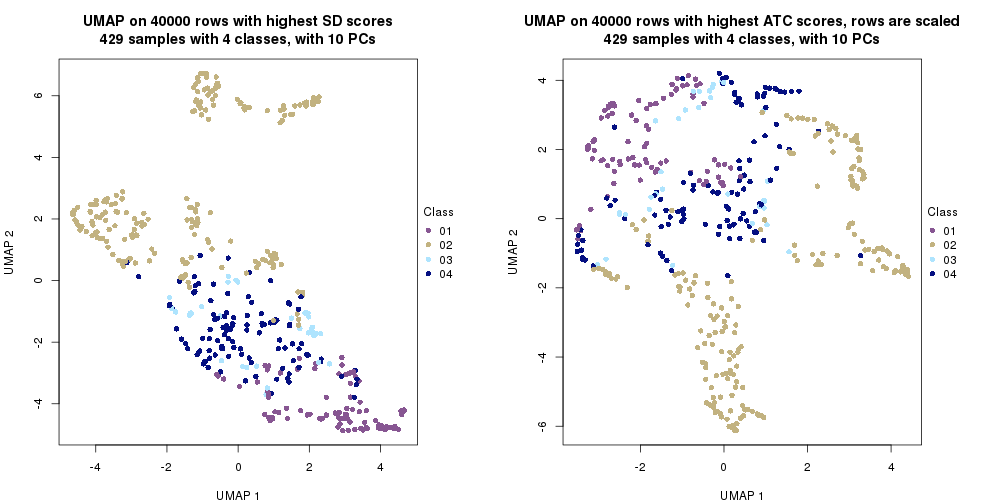 UMAP on 40000 rows with highest SD scores
429 samples with 4 classes, with 10 PCs
6
4
2
0
-2
-4
UMAP 2
-4
-2
0
2
4
UMAP 1
Class
01
02
03
04
UMAP on 40000 rows with highest ATC scores, rows are scaled
429 samples with 4 classes, with 10 PCs
4
2
0
-2
-4
-6
UMAP 2
-2
0
2
4
UMAP 1
Class
01
02
03
04